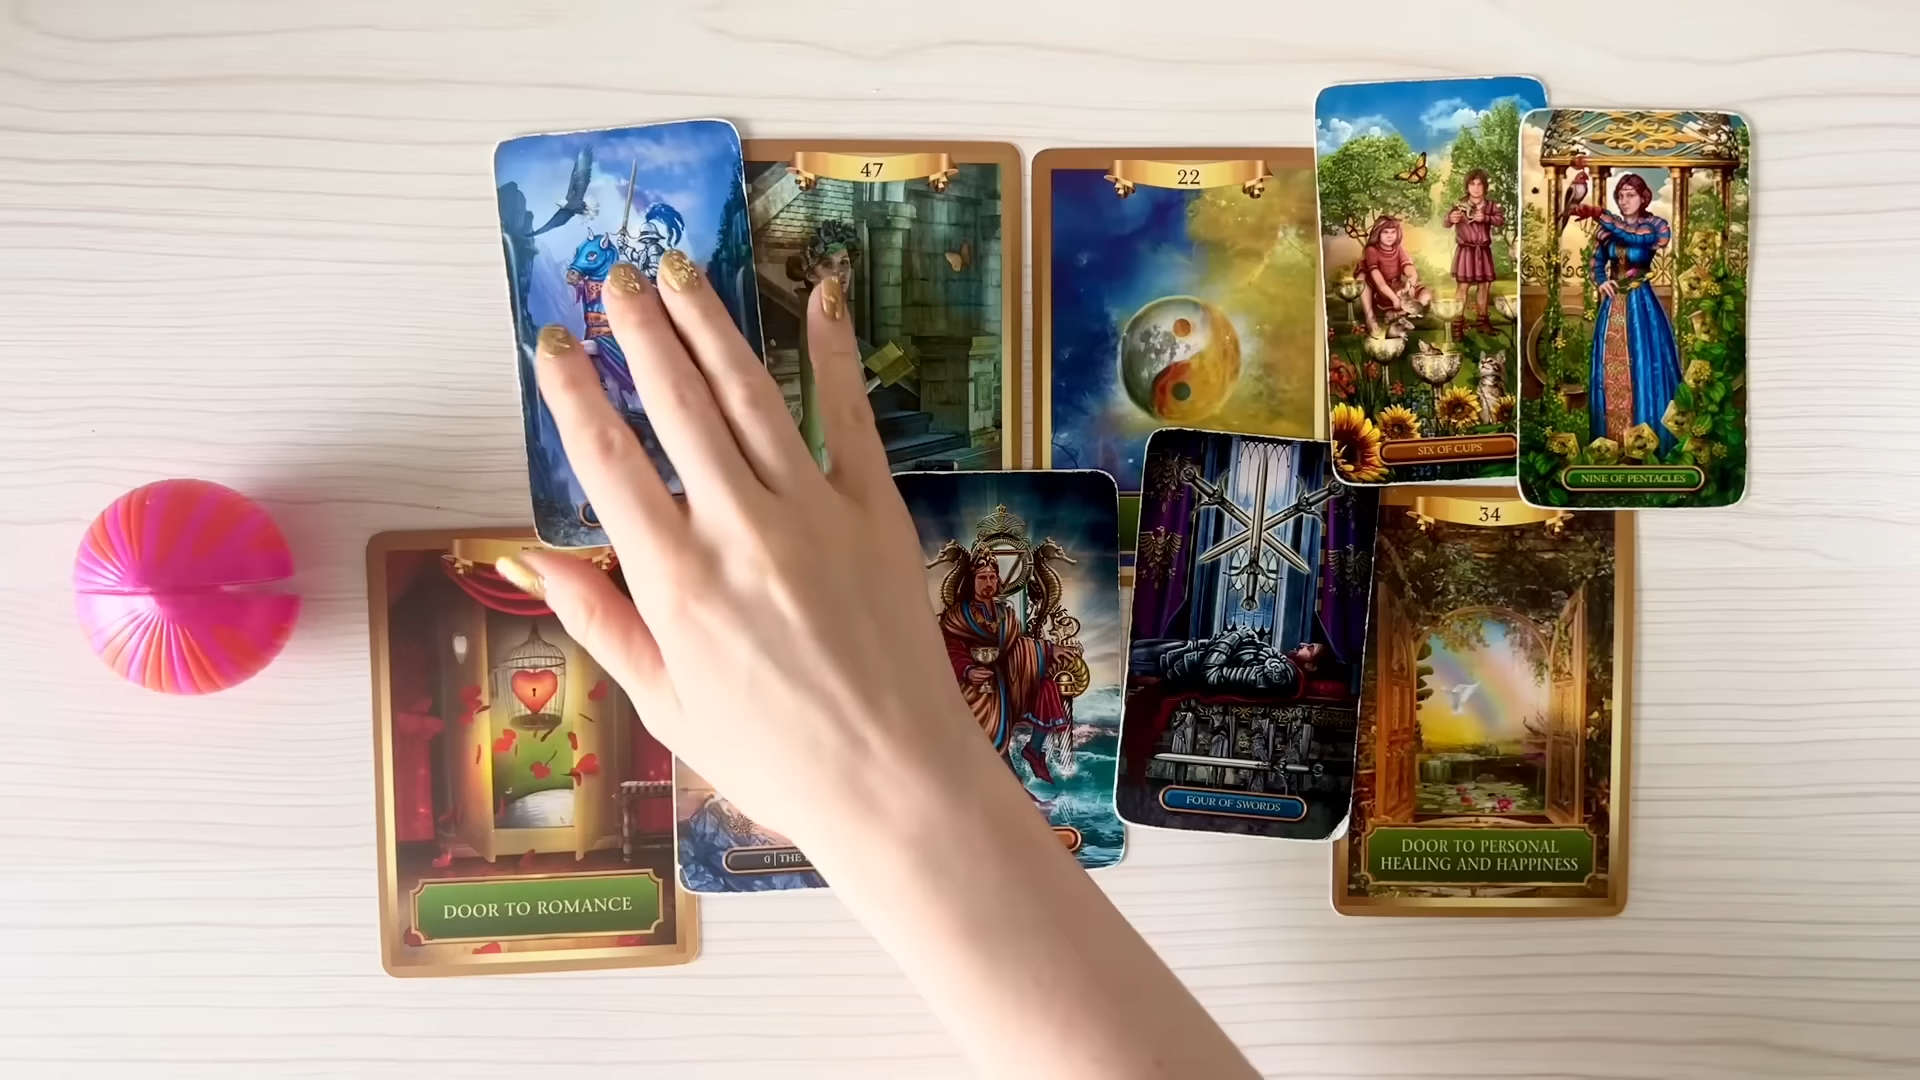 47
22
SIX OF CUPS
NINE OF PENTACLES
34
FOUR OF SWORDS
DOOR TO PERSONAL
HEALING AND HAPPINESS
0 | THE
DOOR TO ROMANCE